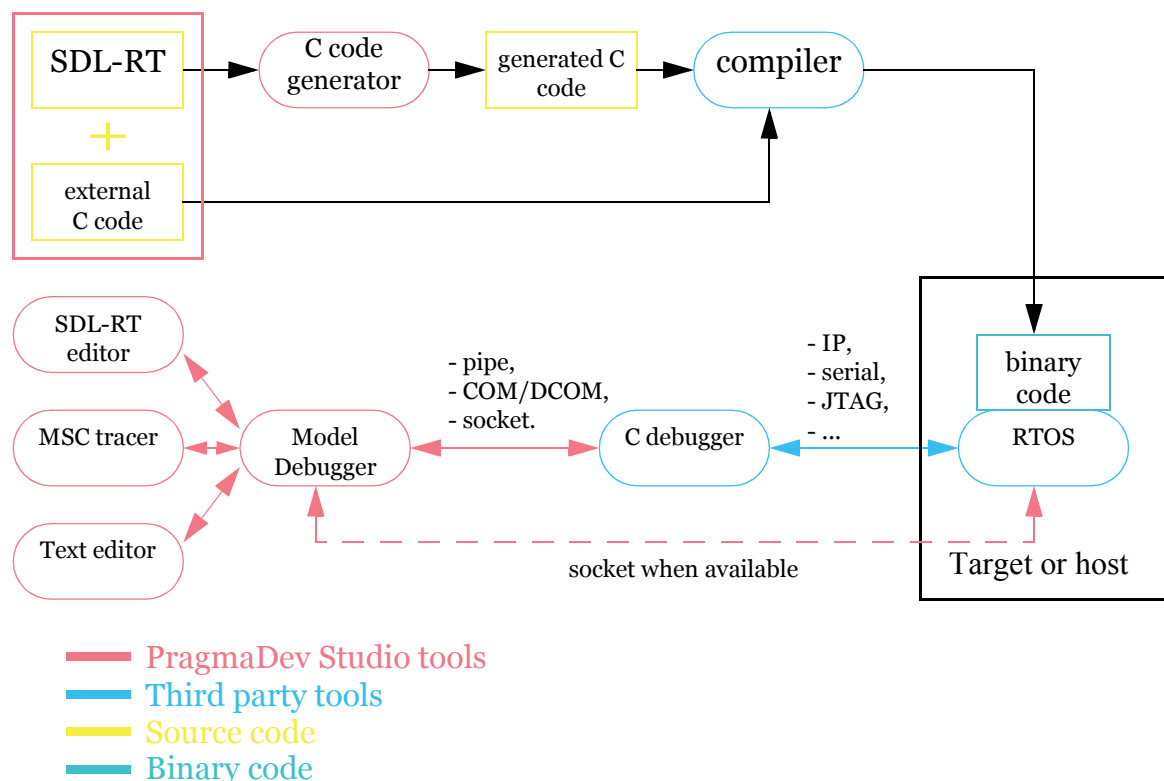 SDL-RT
+
external
C code
C code
generator
generated C
code
compiler
SDL-RT
editor
MSC tracer
Text editor
Model
Debugger
- pipe,
- COM/DCOM,
- socket.
C debugger
- IP,
- serial,
- JTAG,
- ...
binary
code
RTOS
socket when available
Target or host
PragmaDev Studio tools
Third party tools
Source code
Binary code